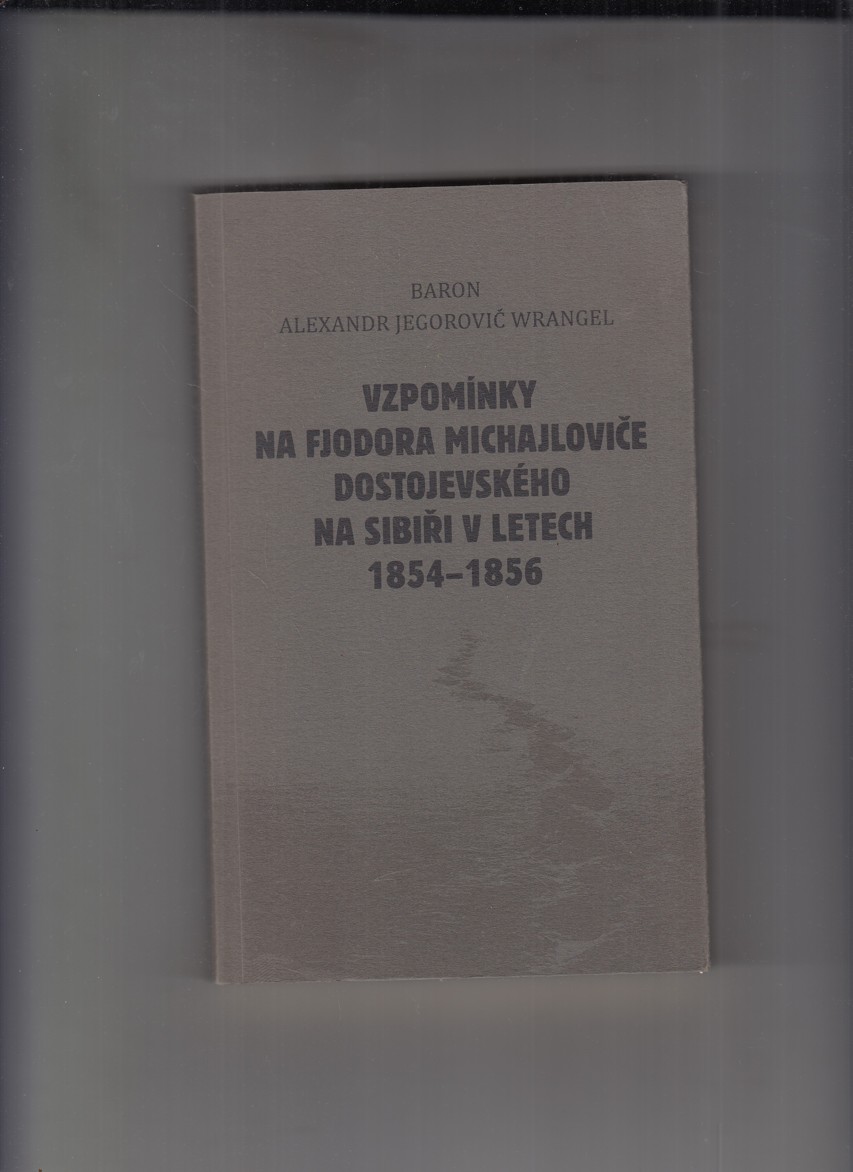 BARON
ALEXANDR JEGOROVIĆ WRANGEL
VZPOMÍNKY
NA FJODORA MICHAJLOVIČE
DOSTOJEVSKÉHO
NA SIBIŘI V LETECH
1854–1856